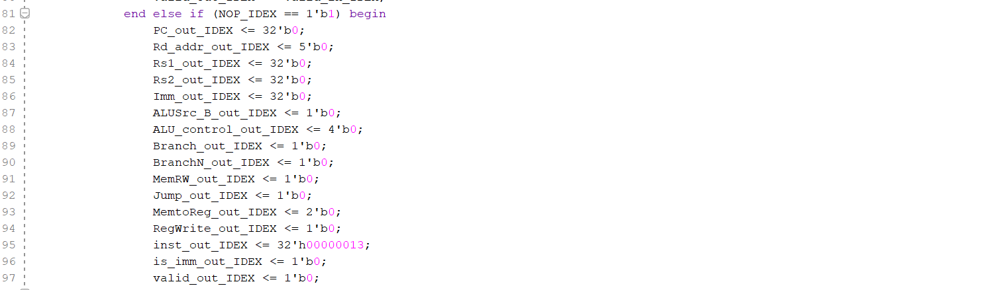 81 end else if (NOP_IDEX == 1'b1) begin
82 PC_out_IDEX <= 32'b0;
83 Rd_addr_out_IDEX <= 5'b0;
84 Rs1_out_IDEX <= 32'b0;
85 Rs2_out_IDEX <= 32'b0;
86 Imm_out_IDEX <= 32'b0;
87 ALUSrc_B_out_IDEX <= 1'b0;
88 ALU_control_out_IDEX <= 4'b0;
89 Branch_out_IDEX <= 1'b0;
90 BranchN_out_IDEX <= 1'b0;
91 MemRW_out_IDEX <= 1'b0;
92 Jump_out_IDEX <= 1'b0;
93 MemtoReg_out_IDEX <= 2'b0;
94 RegWrite_out_IDEX <= 1'b0;
95 inst_out_IDEX <= 32'h00000013;
96 is_imm_out_IDEX <= 1'b0;
97 valid_out_IDEX <= 1'b0;